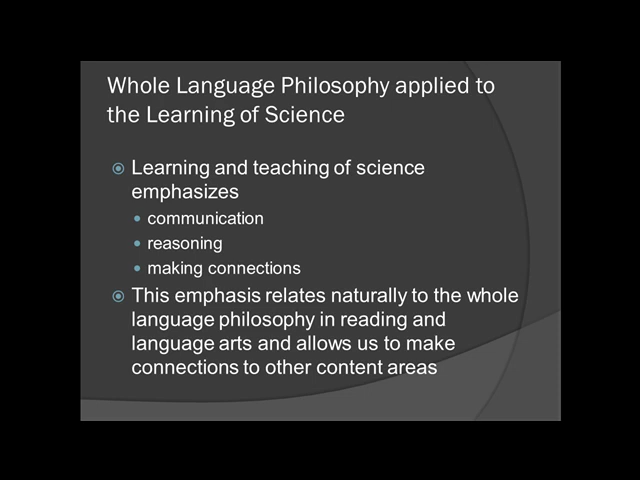 Whole Language Philosophy applied to
the Learning of Science
Learning and teaching of science
emphasizes
communication
reasoning
making connections
This emphasis relates naturally to the whole
language philosophy in reading and
language arts and allows us to make
connections to other content areas